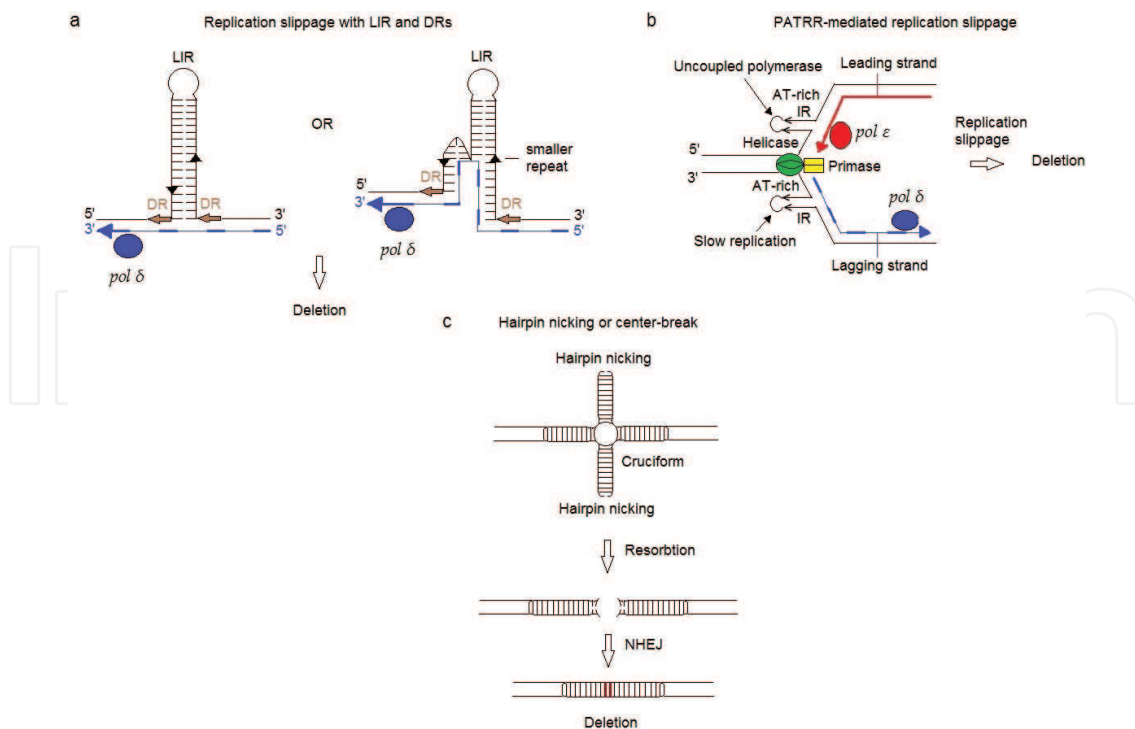 a Replication slippage with LIR and DRs
LIR
DR
DR
5'
3'
3'
5'
pol δ
OR
LIR
smaller
repeat
DR
DR
5'
3'
3'
5'
pol δ
Deletion
b PATRR-mediated replication slippage
Uncoupled polymerase
Leading strand
AT-rich
IR
Helicase
pol ε
5'
3'
Primase
AT-rich
IR
pol δ
Slow replication
Lagging strand
Replication
slippage
Deletion
c Hairpin nicking or center-break
Hairpin nicking
Cruciform
Hairpin nicking
Resorbtion
NHEJ
Deletion